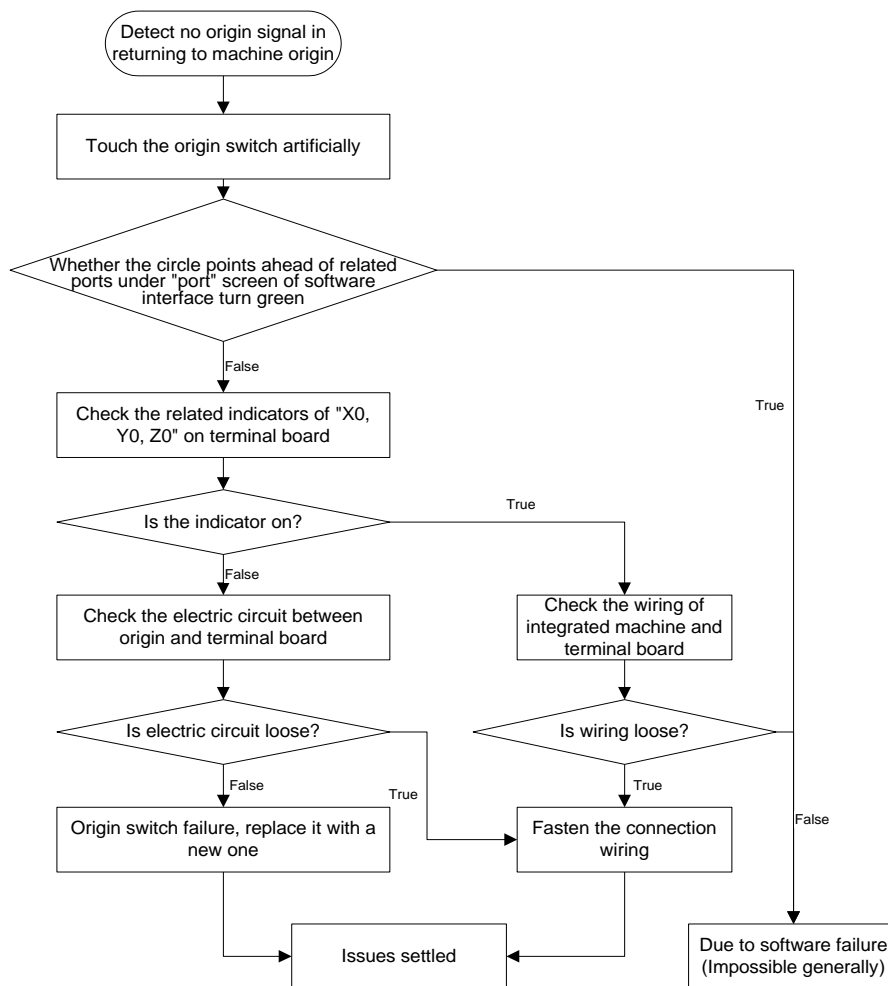 Detect no origin signal in
returning to machine origin
Touch the origin switch artificially
Whether the circle points ahead of related
ports under "port" screen of software
interface turn green
False
True
Check the related indicators of "X0,
Y0, Z0" on terminal board
Is the indicator on?
True
False
Check the electric circuit between
origin and terminal board
Check the wiring of
integrated machine and
terminal board
Is electric circuit loose?
Is wiring loose?
False
True
True
False
Origin switch failure, replace it with a
new one
Fasten the connection
wiring
Issues settled
Due to software failure
(Impossible generally)